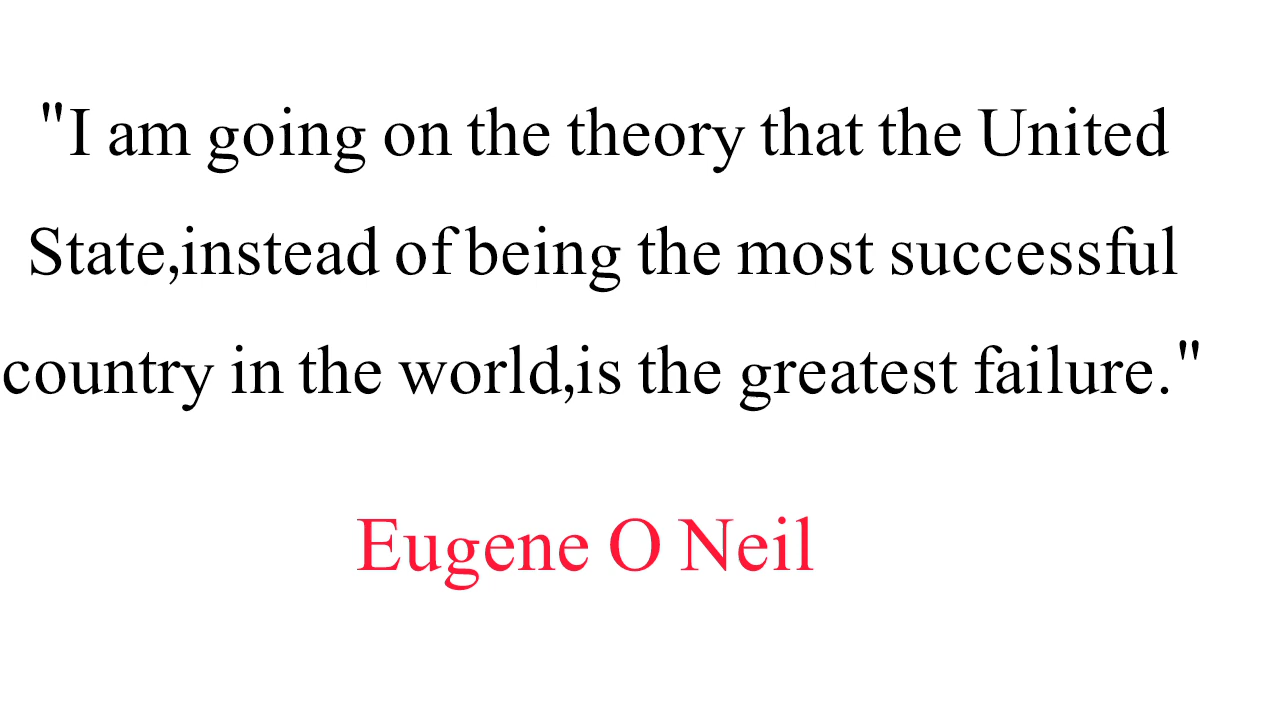 "I am going on the theory that the United
State,instead of being the most successful
country in the world,is the greatest failure."
Eugene O Neil